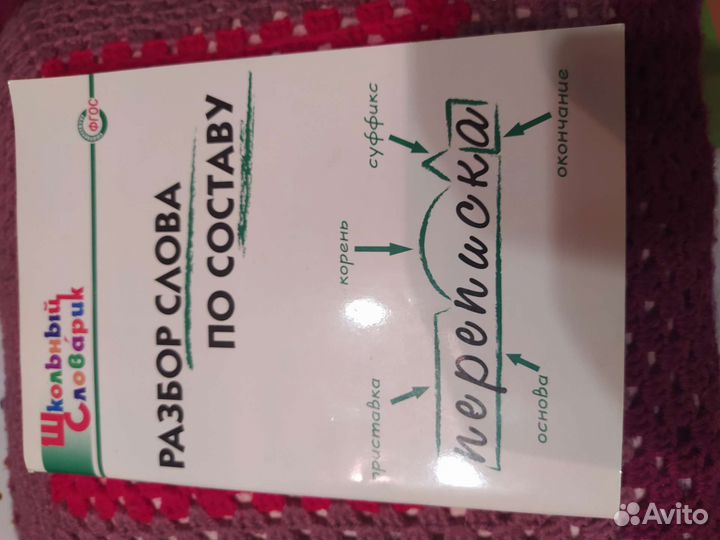 Школьный
Словарик
ФГОС
РАЗБОР СЛОВА
ПО СОСТАВУ
приставка
корень
суффикс
переписка
основа
окончание
Avito